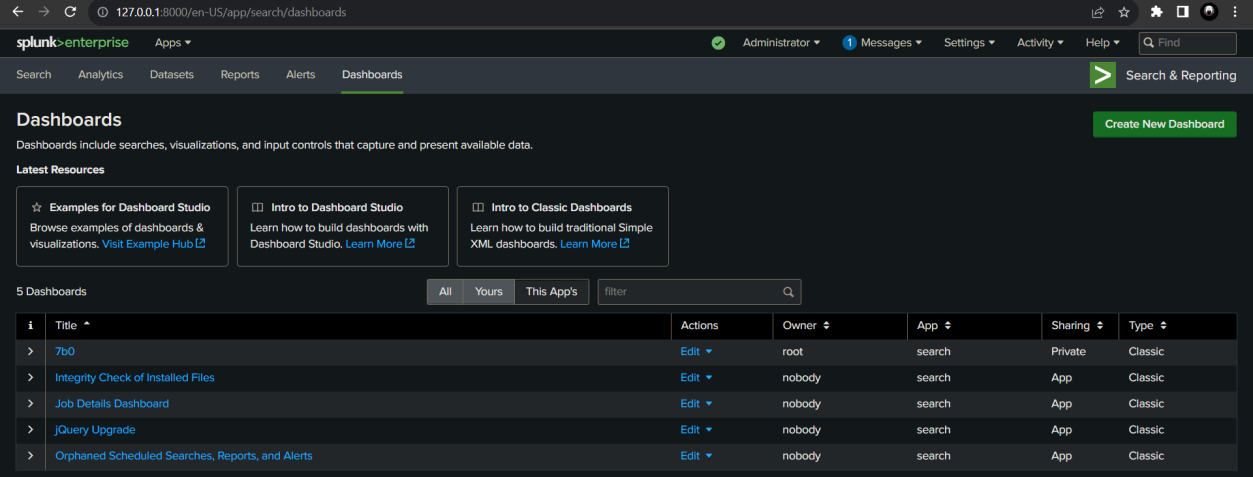 127.0.0.1:8000/en-US/app/search/dashboards
splunk>enterprise Apps Administrator 1 Messages Settings Activity Help Find
Search Analytics Datasets Reports Alerts Dashboards Search & Reporting
Dashboards
Create New Dashboard
Dashboards include searches, visualizations, and input controls that capture and present available data.
Latest Resources
Examples for Dashboard Studio
Browse examples of dashboards &
visualizations. Visit Example Hub
Intro to Dashboard Studio
Learn how to build dashboards with
Dashboard Studio. Learn More
Intro to Classic Dashboards
Learn how to build traditional Simple
XML dashboards. Learn More
5 Dashboards All Yours This App's filter
i Title Actions Owner App Sharing Type
7b0 Edit root search Private Classic
Integrity Check of Installed Files Edit nobody search App Classic
Job Details Dashboard Edit nobody search App Classic
jQuery Upgrade Edit nobody search App Classic
Orphaned Scheduled Searches, Reports, and Alerts Edit nobody search App Classic